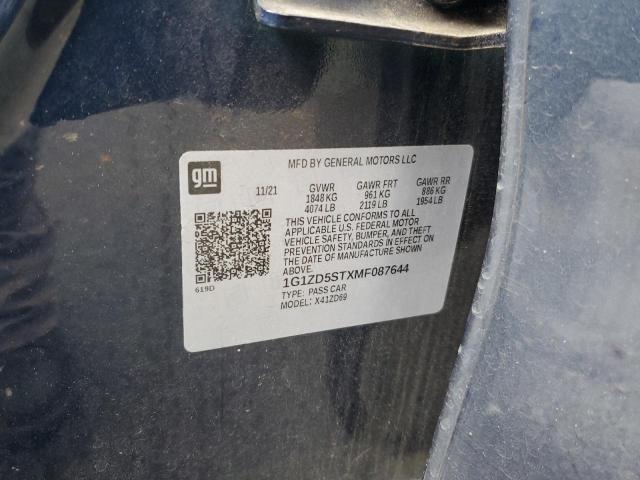 MFD BY GENERAL MOTORS LLC
gm
11/21 GVWR GAWR FRT GAWR RR
1848 KG 961 KG 886 KG
4074 LB 2119 LB 1954 LB
THIS VEHICLE CONFORMS TO ALL
APPLICABLE U.S. FEDERAL MOTOR
VEHICLE SAFETY, BUMPER, AND THEFT
PREVENTION STANDARDS IN EFFECT ON
THE DATE OF MANUFACTURE SHOWN
ABOVE.
1G1ZD5STXMF087644
619D
TYPE: PASS CAR
MODEL: X41ZD69